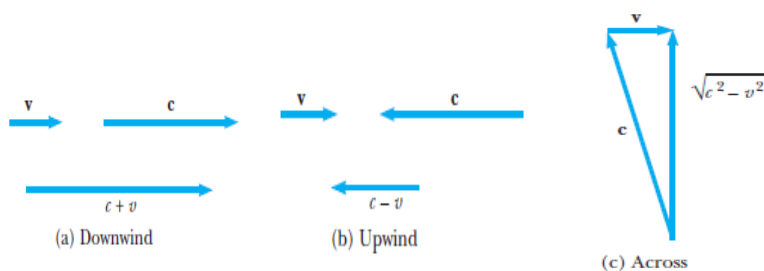 v
c
c + v
(a) Downwind
v
c
c – v
(b) Upwind
v
c
√c² – v²
(c) Across